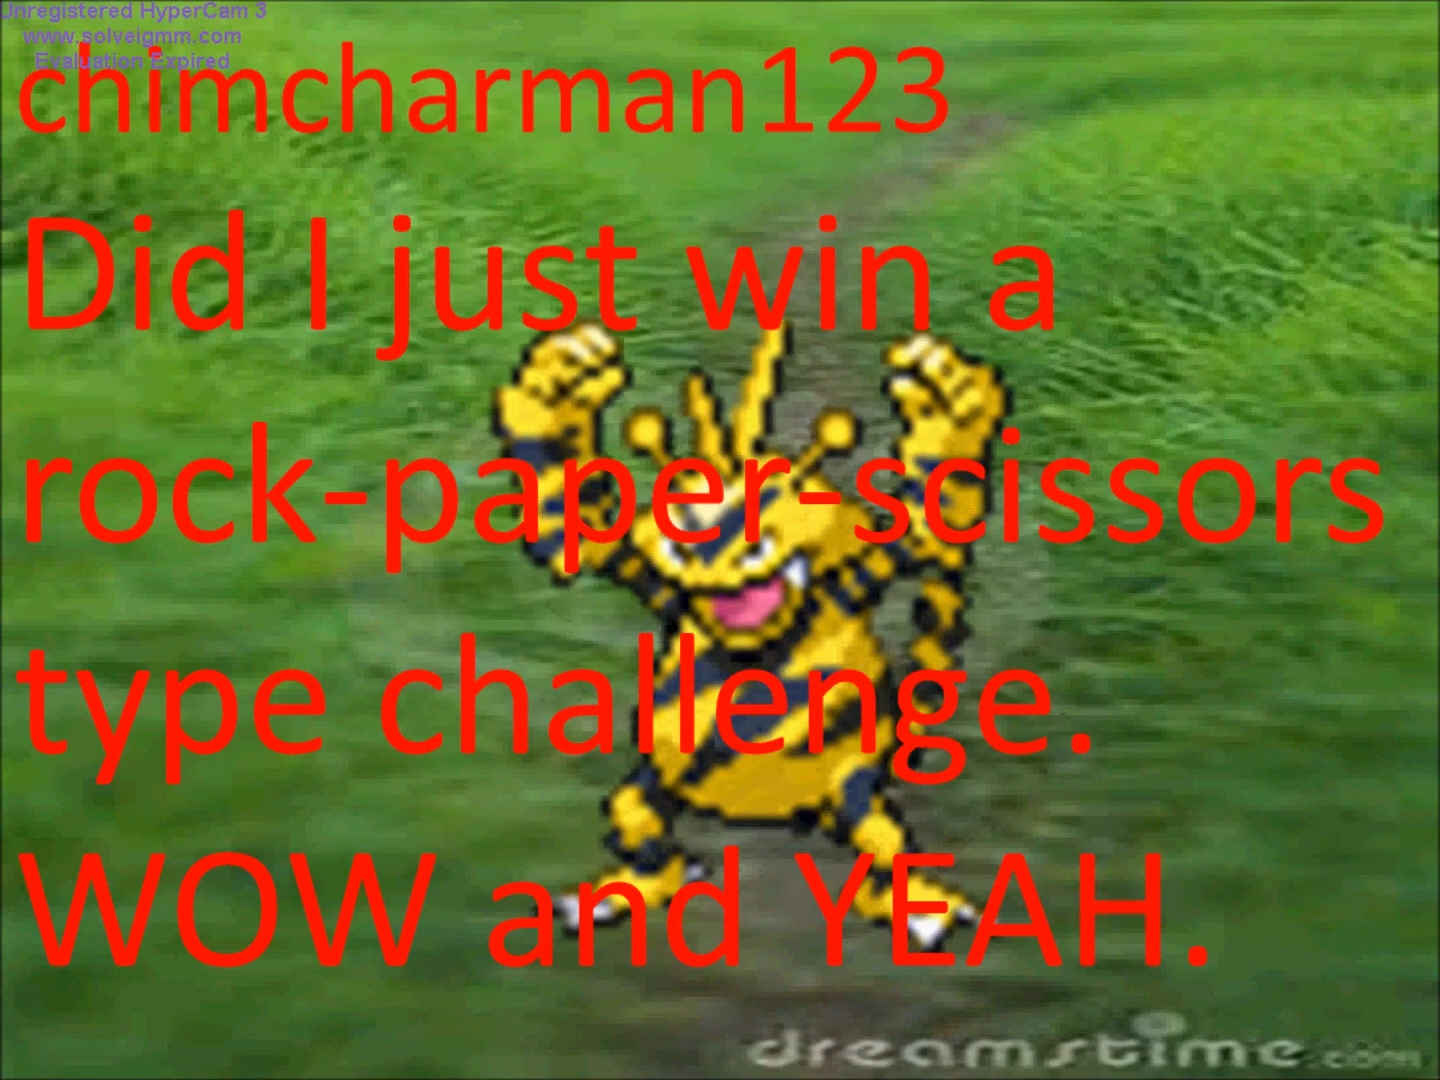 Unregistered HyperCam 3
www.solveigmm.com
Evaluation Expired
chimcharman123
Did I just win a
rock-paper-scissors
type challenge.
WOW and YEAH.
dreamstime.com